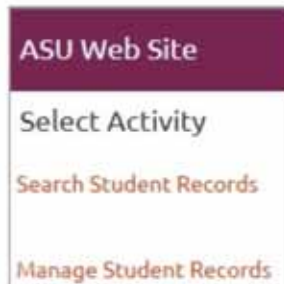 ASU Web Site
Select Activity
Search Student Records
Manage Student Records